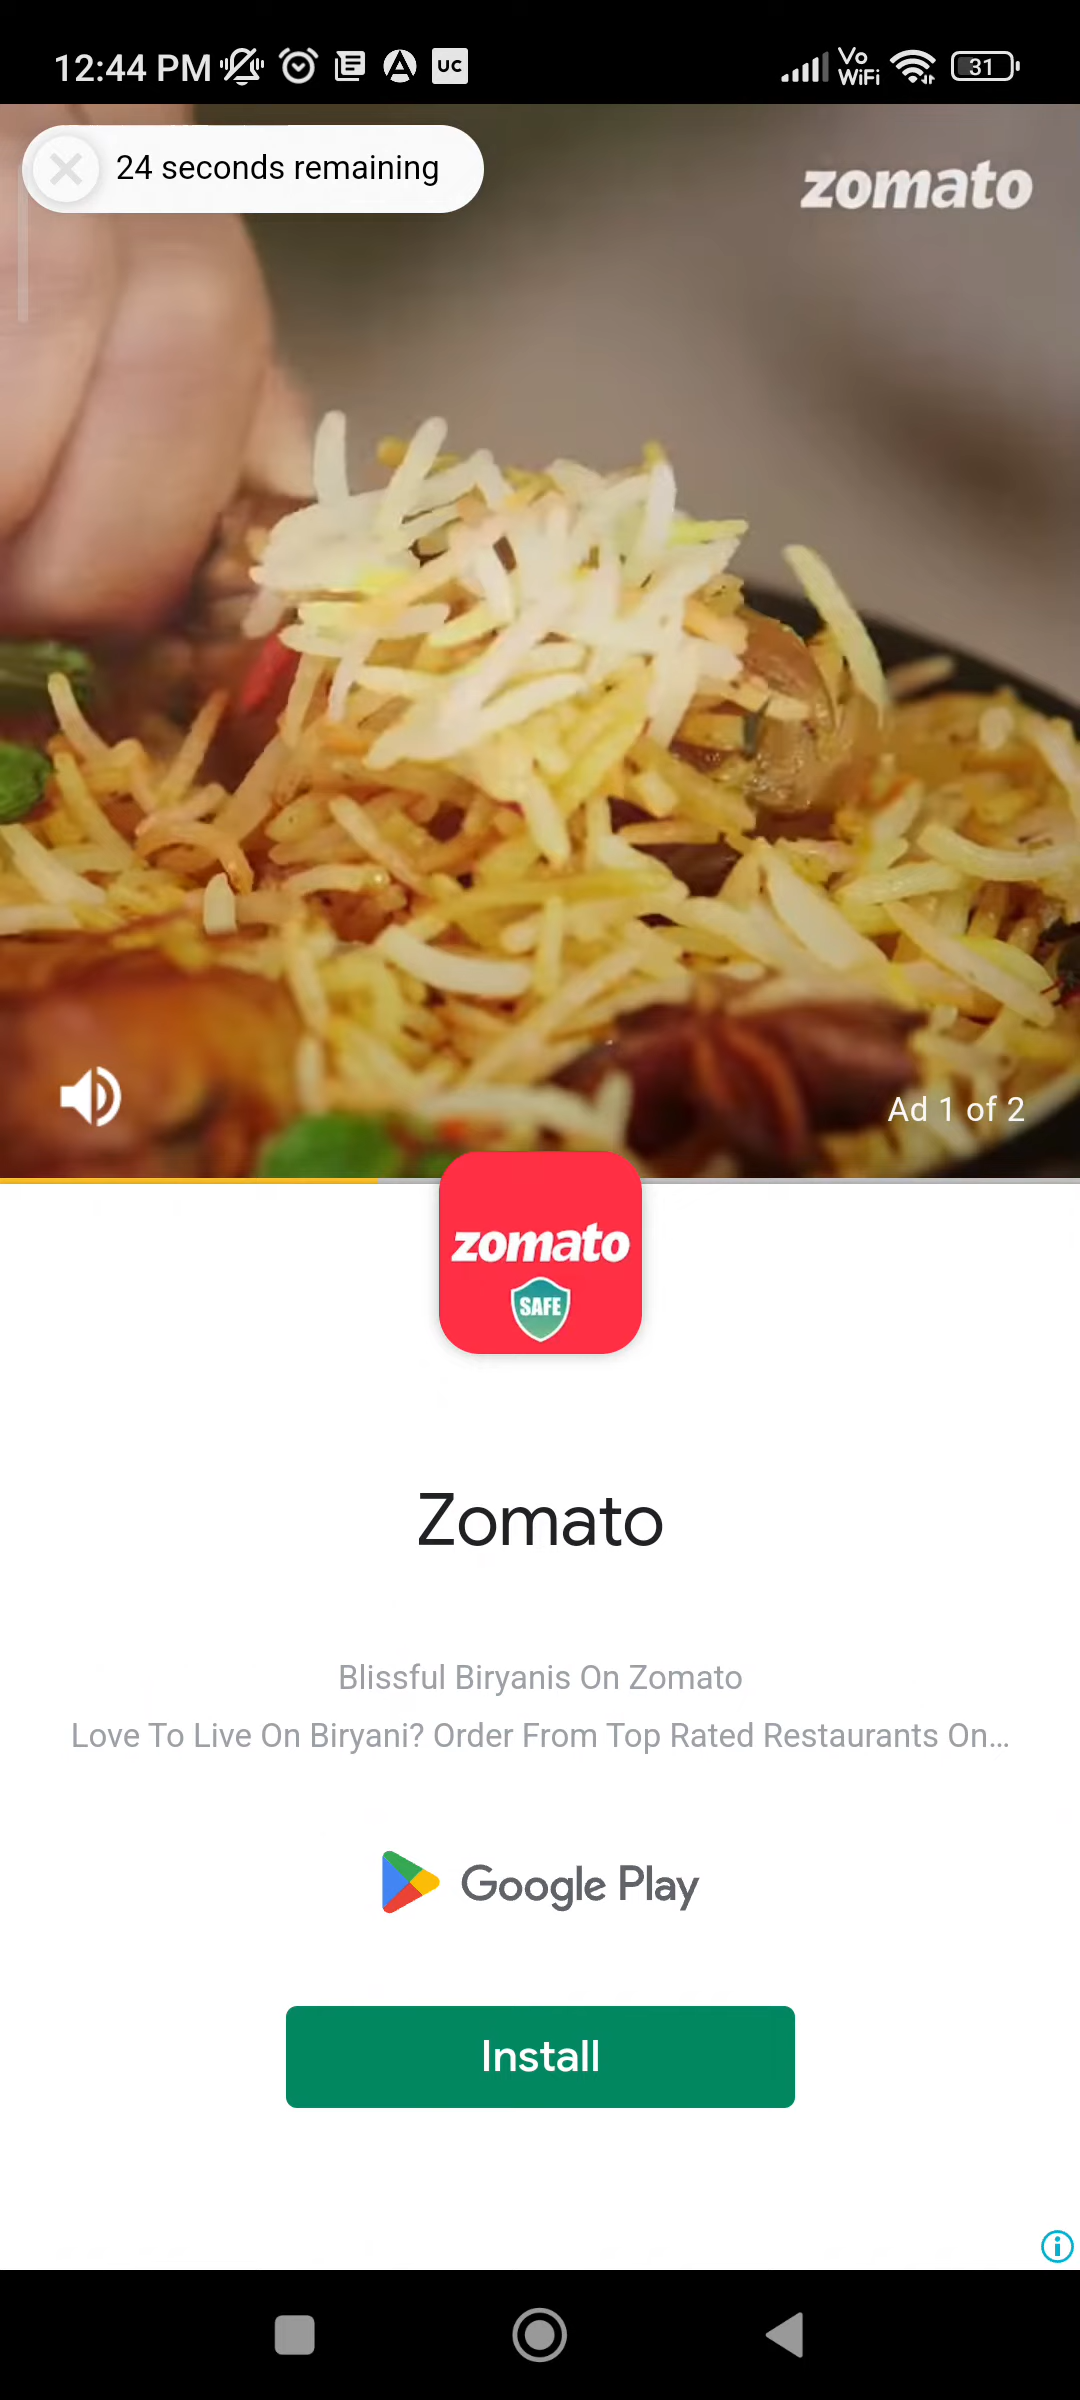 12:44 PM
UC
Vo
WiFi
31
24 seconds remaining
zomato
Ad 1 of 2
zomato
SAFE
Zomato
Blissful Biryanis On Zomato
Love To Live On Biryani? Order From Top Rated Restaurants On...
Google Play
Install